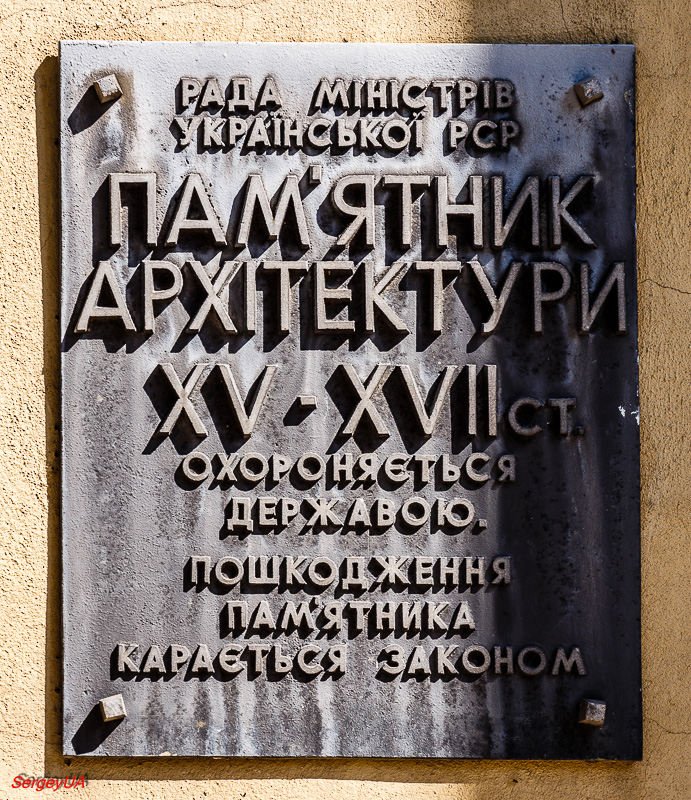 РАДА МІНІСТРІВ
УКРАЇНСЬКОЇ РСР
ПАМ'ЯТНИК
АРХІТЕКТУРИ
XV-XVII СТ.
ОХОРОНЯЄТЬСЯ
ДЕРЖАВОЮ.
ПОШКОДЖЕННЯ
ПАМ'ЯТНИКА
КАРАЄТЬСЯ ЗАКОНОМ
SergeyUA